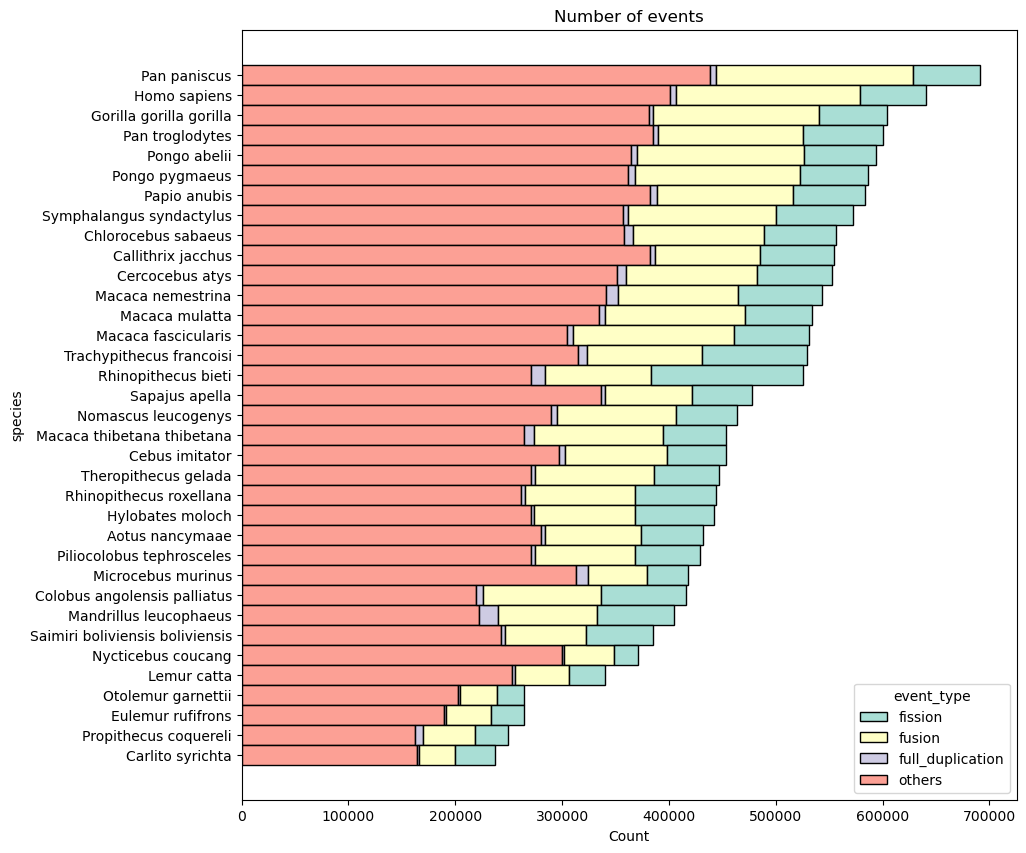 Number of events
species
Pan paniscus
Homo sapiens
Gorilla gorilla gorilla
Pan troglodytes
Pongo abelii
Pongo pygmaeus
Papio anubis
Symphalangus syndactylus
Chlorocebus sabaeus
Callithrix jacchus
Cercocebus atys
Macaca nemestrina
Macaca mulatta
Macaca fascicularis
Trachypithecus francoisi
Rhinopithecus bieti
Sapajus apella
Nomascus leucogenys
Macaca thibetana thibetana
Cebus imitator
Theropithecus gelada
Rhinopithecus roxellana
Hylobates moloch
Aotus nancymaae
Piliocolobus tephrosceles
Microcebus murinus
Colobus angolensis palliatus
Mandrillus leucophaeus
Saimiri boliviensis boliviensis
Nycticebus coucang
Lemur catta
Otolemur garnettii
Eulemur rufifrons
Propithecus coquereli
Carlito syrichta
event_type
fission
fusion
full_duplication
others
0 100000 200000 300000 400000 500000 600000 700000
Count